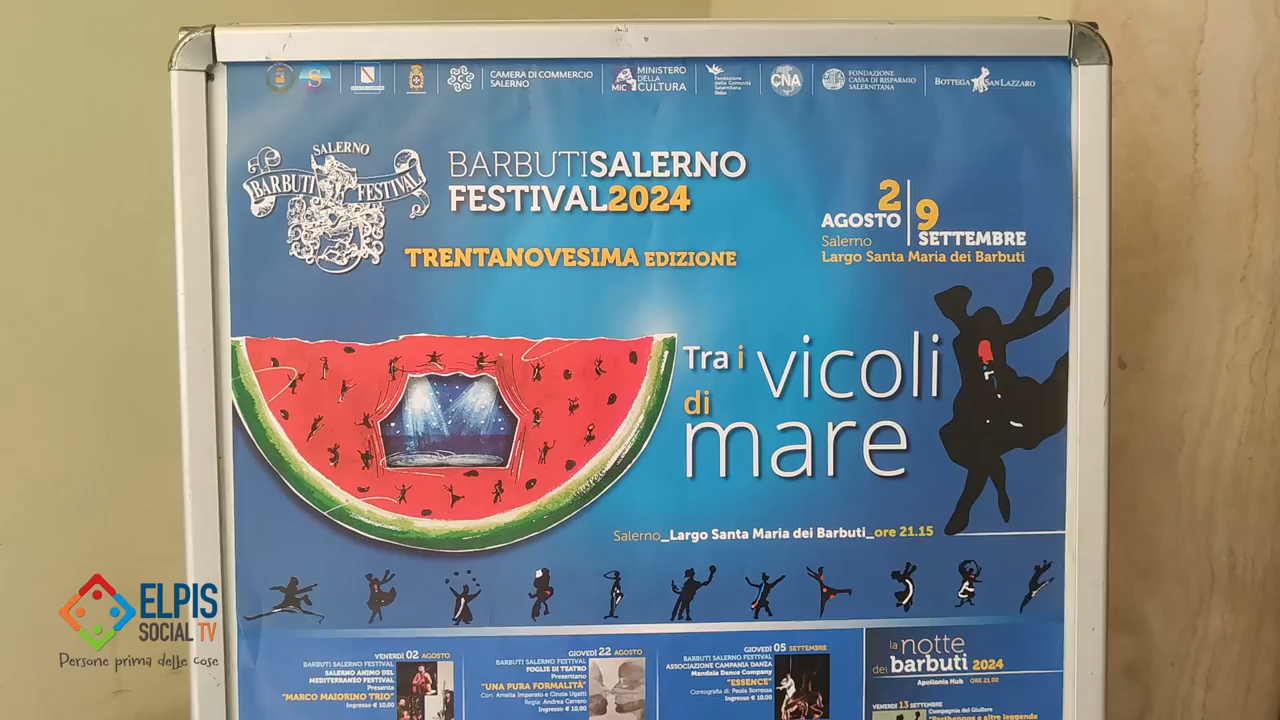 CAMERA DI COMMERCIO
SALERNO
MiC
MINISTERO
DELLA
CULTURA
Fondazione
della Comunità
Salernitana
CNA
FONDAZIONE
CASSA DI RISPARMIO
SALERNITANA
BOTTEGA SAN LAZZARO
SALERNO
BARBUTI FESTIVAL
BARBUTISALERNO
FESTIVAL2024
TRENTANOVESIMA EDIZIONE
2 AGOSTO
9 SETTEMBRE
Salerno
Largo Santa Maria dei Barbuti
Tra i vicoli
di mare
Salerno_Largo Santa Maria dei Barbuti_ore 21.15
ELPIS
SOCIAL TV
Persone prima delle cose
VENERDÌ 02 AGOSTO
BARBUTI SALERNO FESTIVAL
SALERNO ANIMO DEL
MEDITERRANEO FESTIVAL
Presenta
"MARCO MAIORINO TRIO"
Ingresso € 10,00
GIOVEDÌ 22 AGOSTO
BARBUTI SALERNO FESTIVAL
FOGLIE DI TEATRO
Presentano
"UNA PURA FORMALITÀ"
Con: Amelia Imparato e Cinzia Ugatti
Regia: Andrea Carraro
Ingresso € 10,00
GIOVEDÌ 05 SETTEMBRE
BARBUTI SALERNO FESTIVAL
ASSOCIAZIONE CAMPANIA DANZA
Mandala Dance Company
"ESSENCE"
Coreografia di: Paola Sorressa
Ingresso € 10,00
la notte
dei barbuti 2024
Apollonia Hub ORE 21,00
VENERDÌ 13 SETTEMBRE
Compagnia del Giullare
"Parthenope e altre leggende